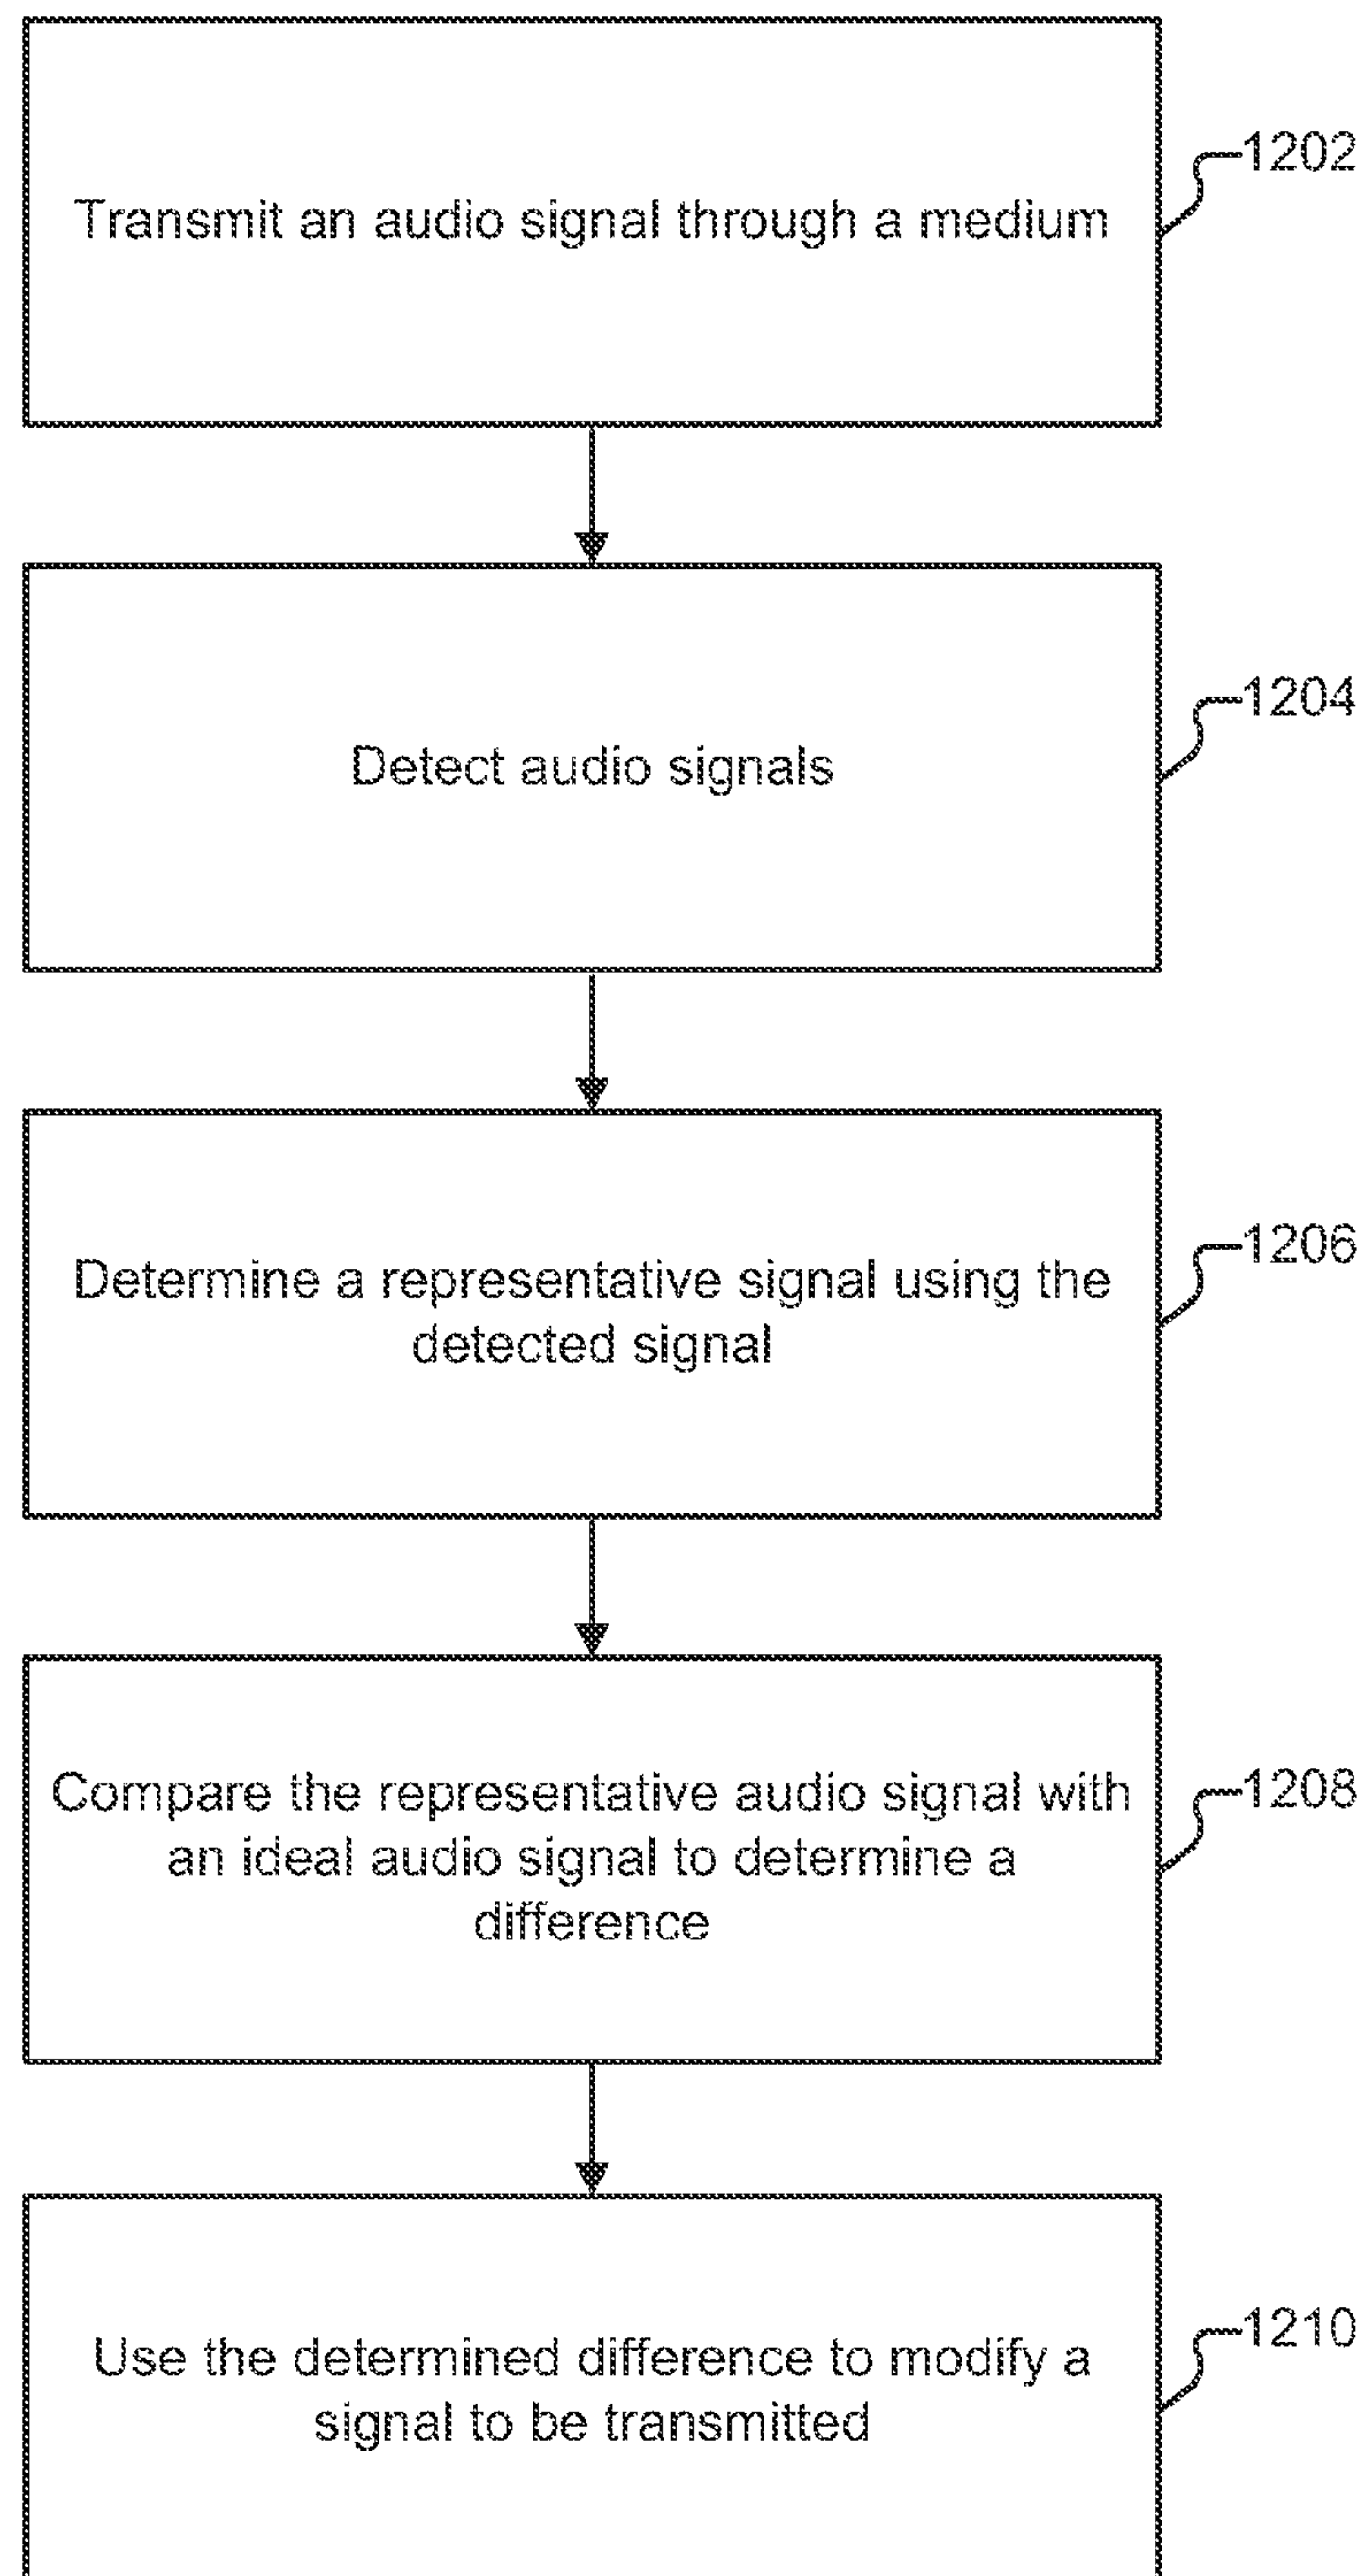 Transmit an audio signal through a medium
1202
Detect audio signals
1204
Determine a representative signal using the
detected signal
1206
Compare the representative audio signal with
an ideal audio signal to determine a
difference
1208
Use the determined difference to modify a
signal to be transmitted
1210